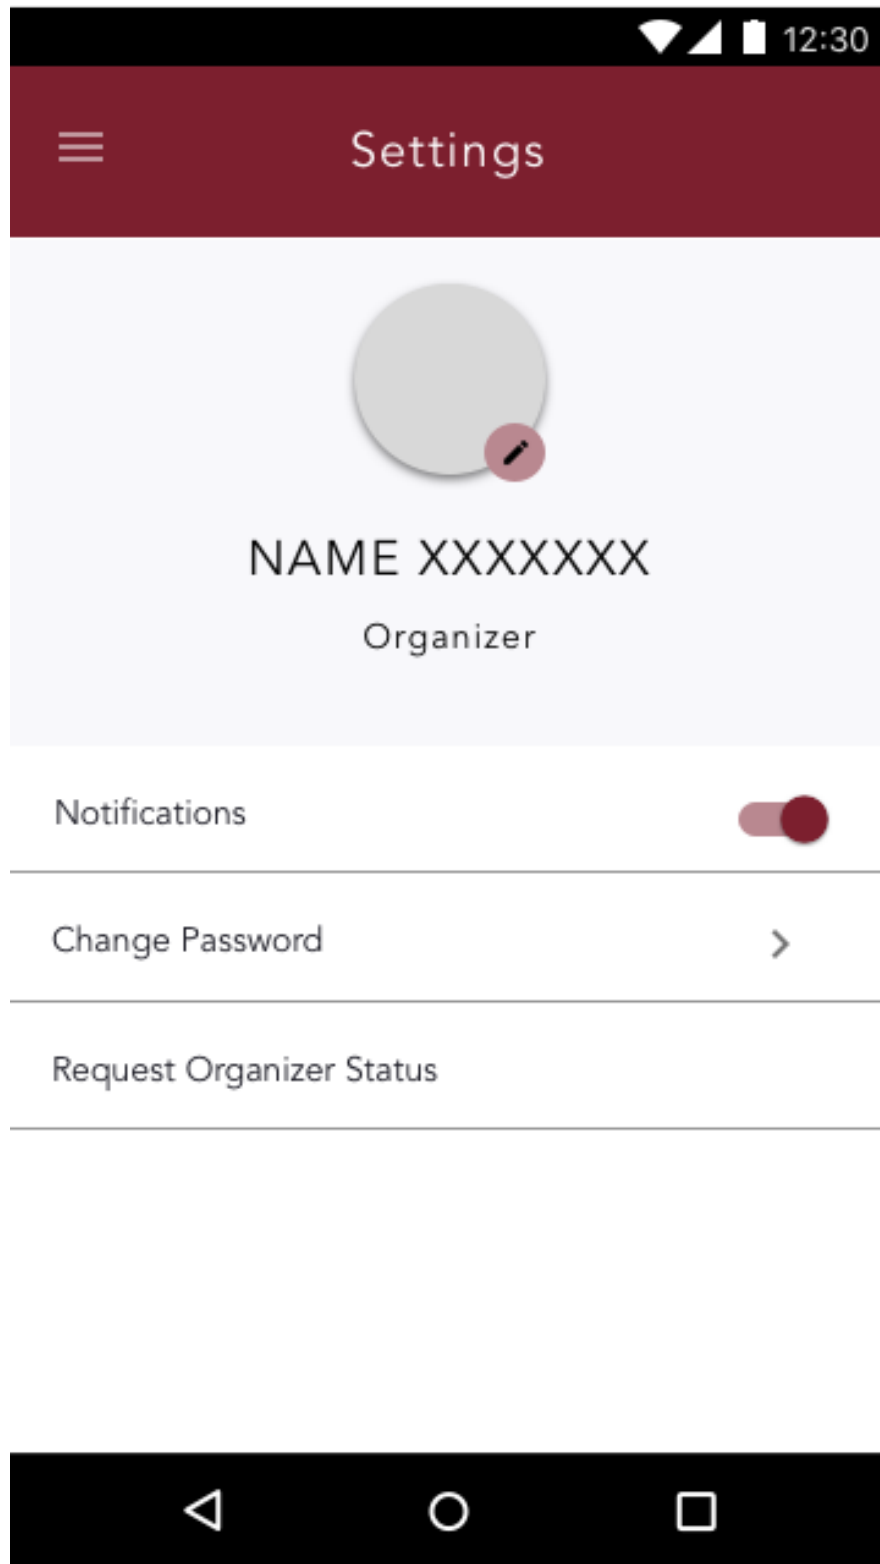 12:30
Settings
NAME XXXXXXX
Organizer
Notifications
Change Password
Request Organizer Status